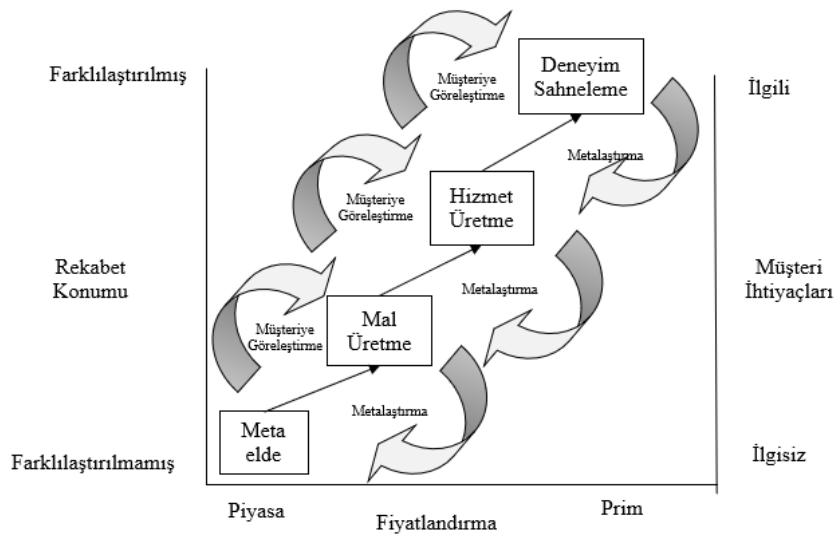 Farklılaştırılmış
Müşteriye
Göreleştirme
Deneyim
Sahneleme
İlgili
Metalaştırma
Müşteriye
Göreleştirme
Hizmet
Üretme
Rekabet
Konumu
Metalaştırma
Müşteri
İhtiyaçları
Müşteriye
Göreleştirme
Mal
Üretme
Metalaştırma
Meta
elde
Farklılaştırılmamış
İlgisiz
Piyasa
Fiyatlandırma
Prim